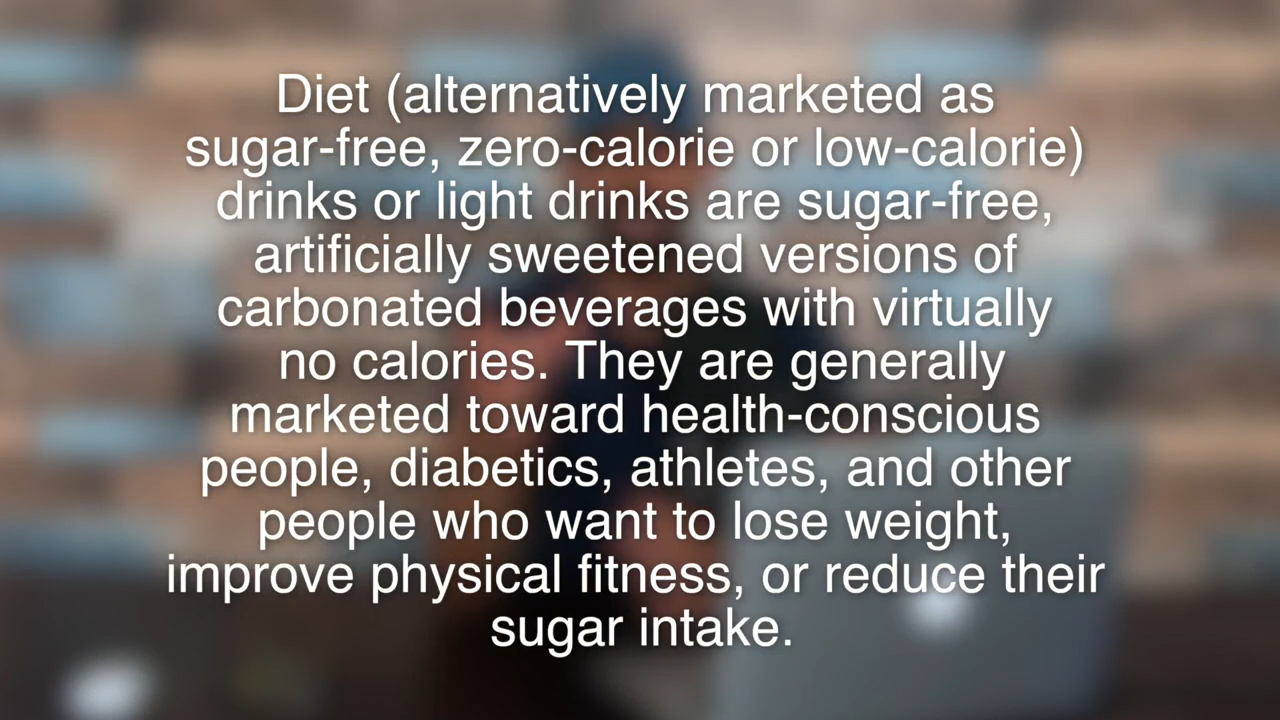 Diet (alternatively marketed as
sugar-free, zero-calorie or low-calorie)
drinks or light drinks are sugar-free,
artificially sweetened versions of
carbonated beverages with virtually
no calories. They are generally
marketed toward health-conscious
people, diabetics, athletes, and other
people who want to lose weight,
improve physical fitness, or reduce their
sugar intake.